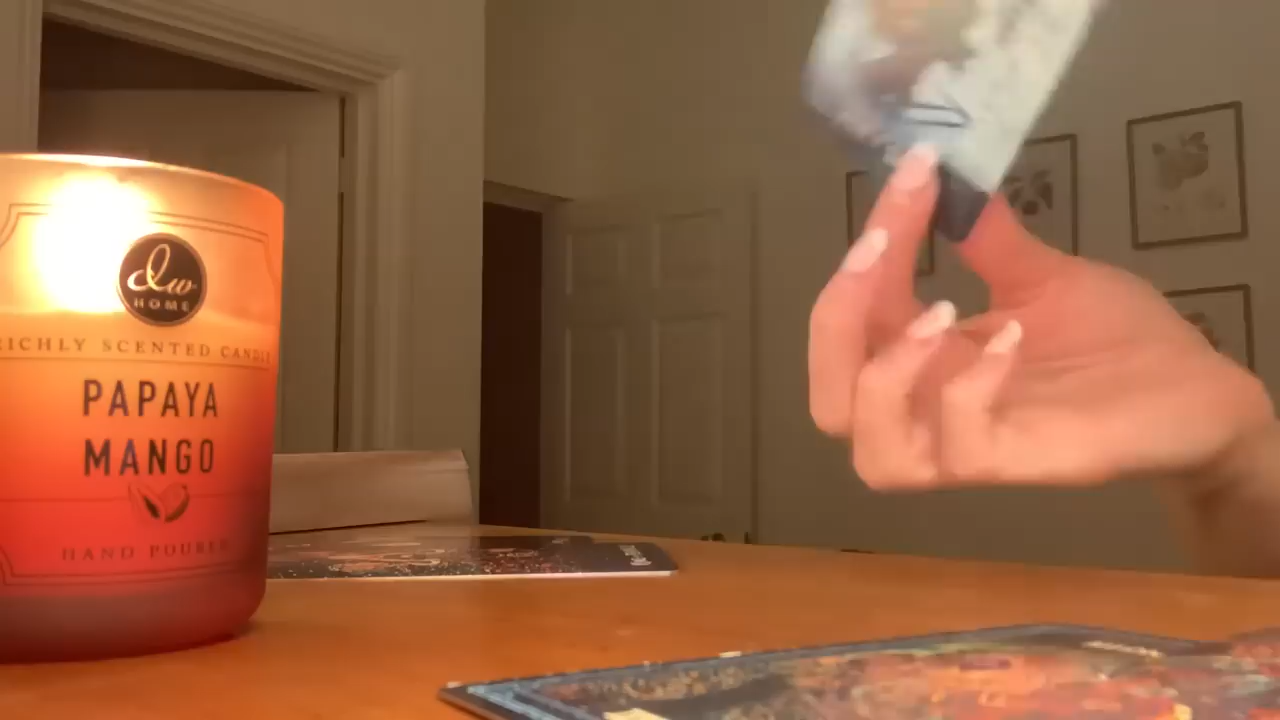 dw
HOME
RICHLY SCENTED CANDLE
PAPAYA
MANGO
HAND POURED